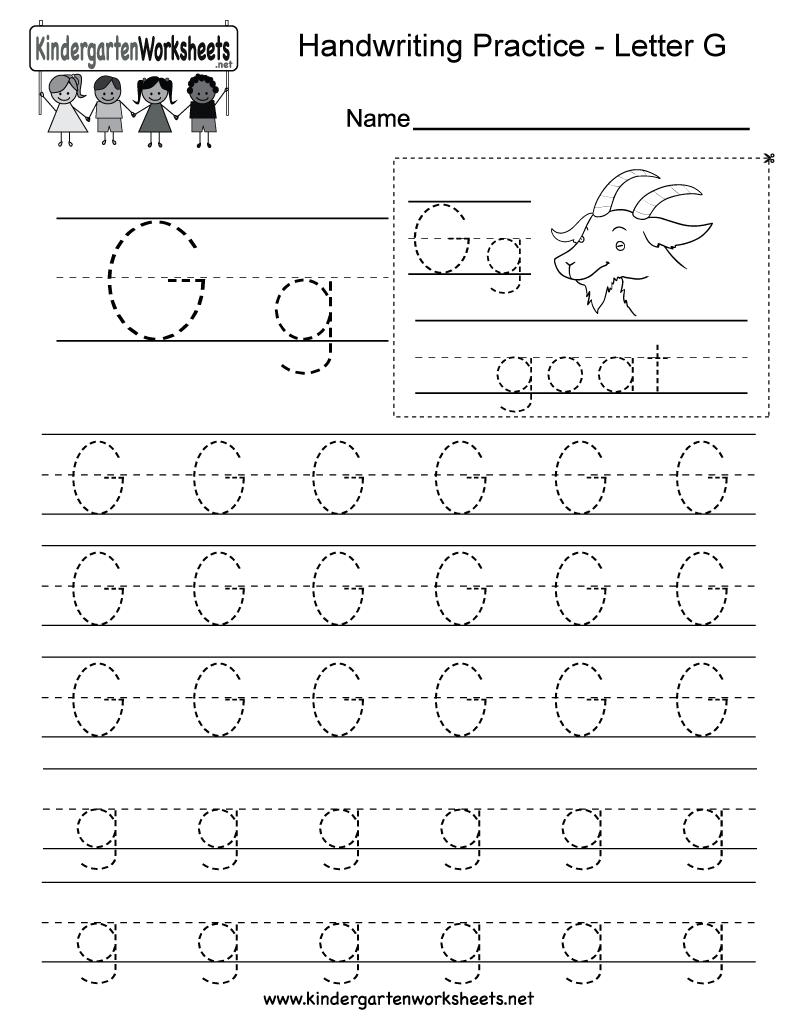 KindergartenWorksheets
.net
Handwriting Practice - Letter G
Name
G g
G g
goat
G G G G G G
G G G G G G
G G G G G G
g g g g g g
g g g g g g
www.kindergartenworksheets.net